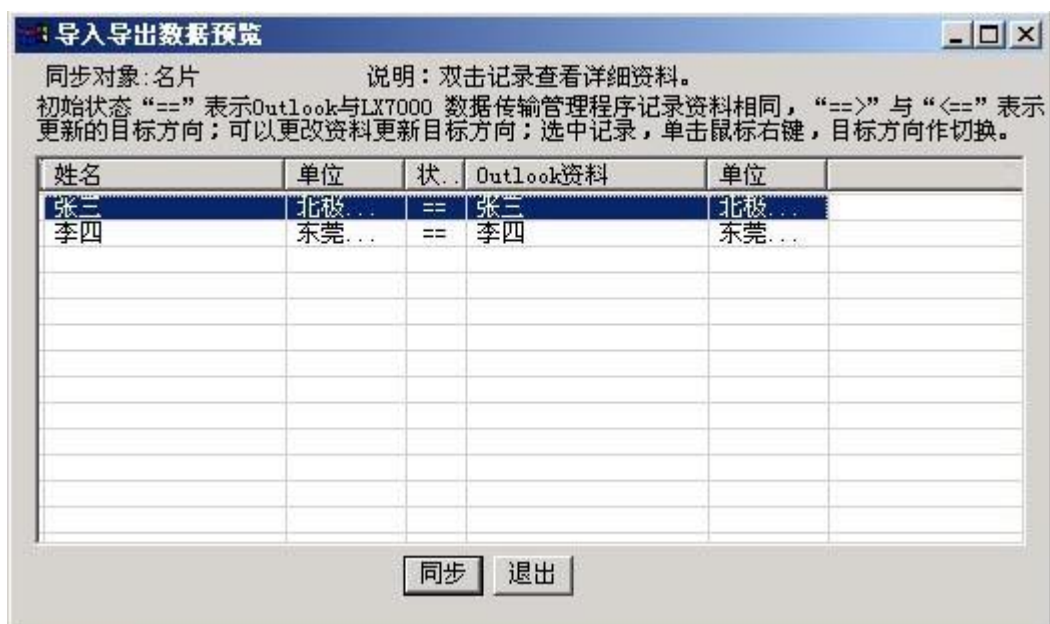 导入导出数据预览
同步对象:名片 说明：双击记录查看详细资料。
初始状态“==”表示Outlook与LX7000 数据传输管理程序记录资料相同，“==>”与“<==”表示
更新的目标方向；可以更改资料更新目标方向；选中记录，单击鼠标右键，目标方向作切换。
姓名 单位 状.. Outlook资料 单位
张三 北极... == 张三 北极...
李四 东莞... == 李四 东莞...
同步 退出